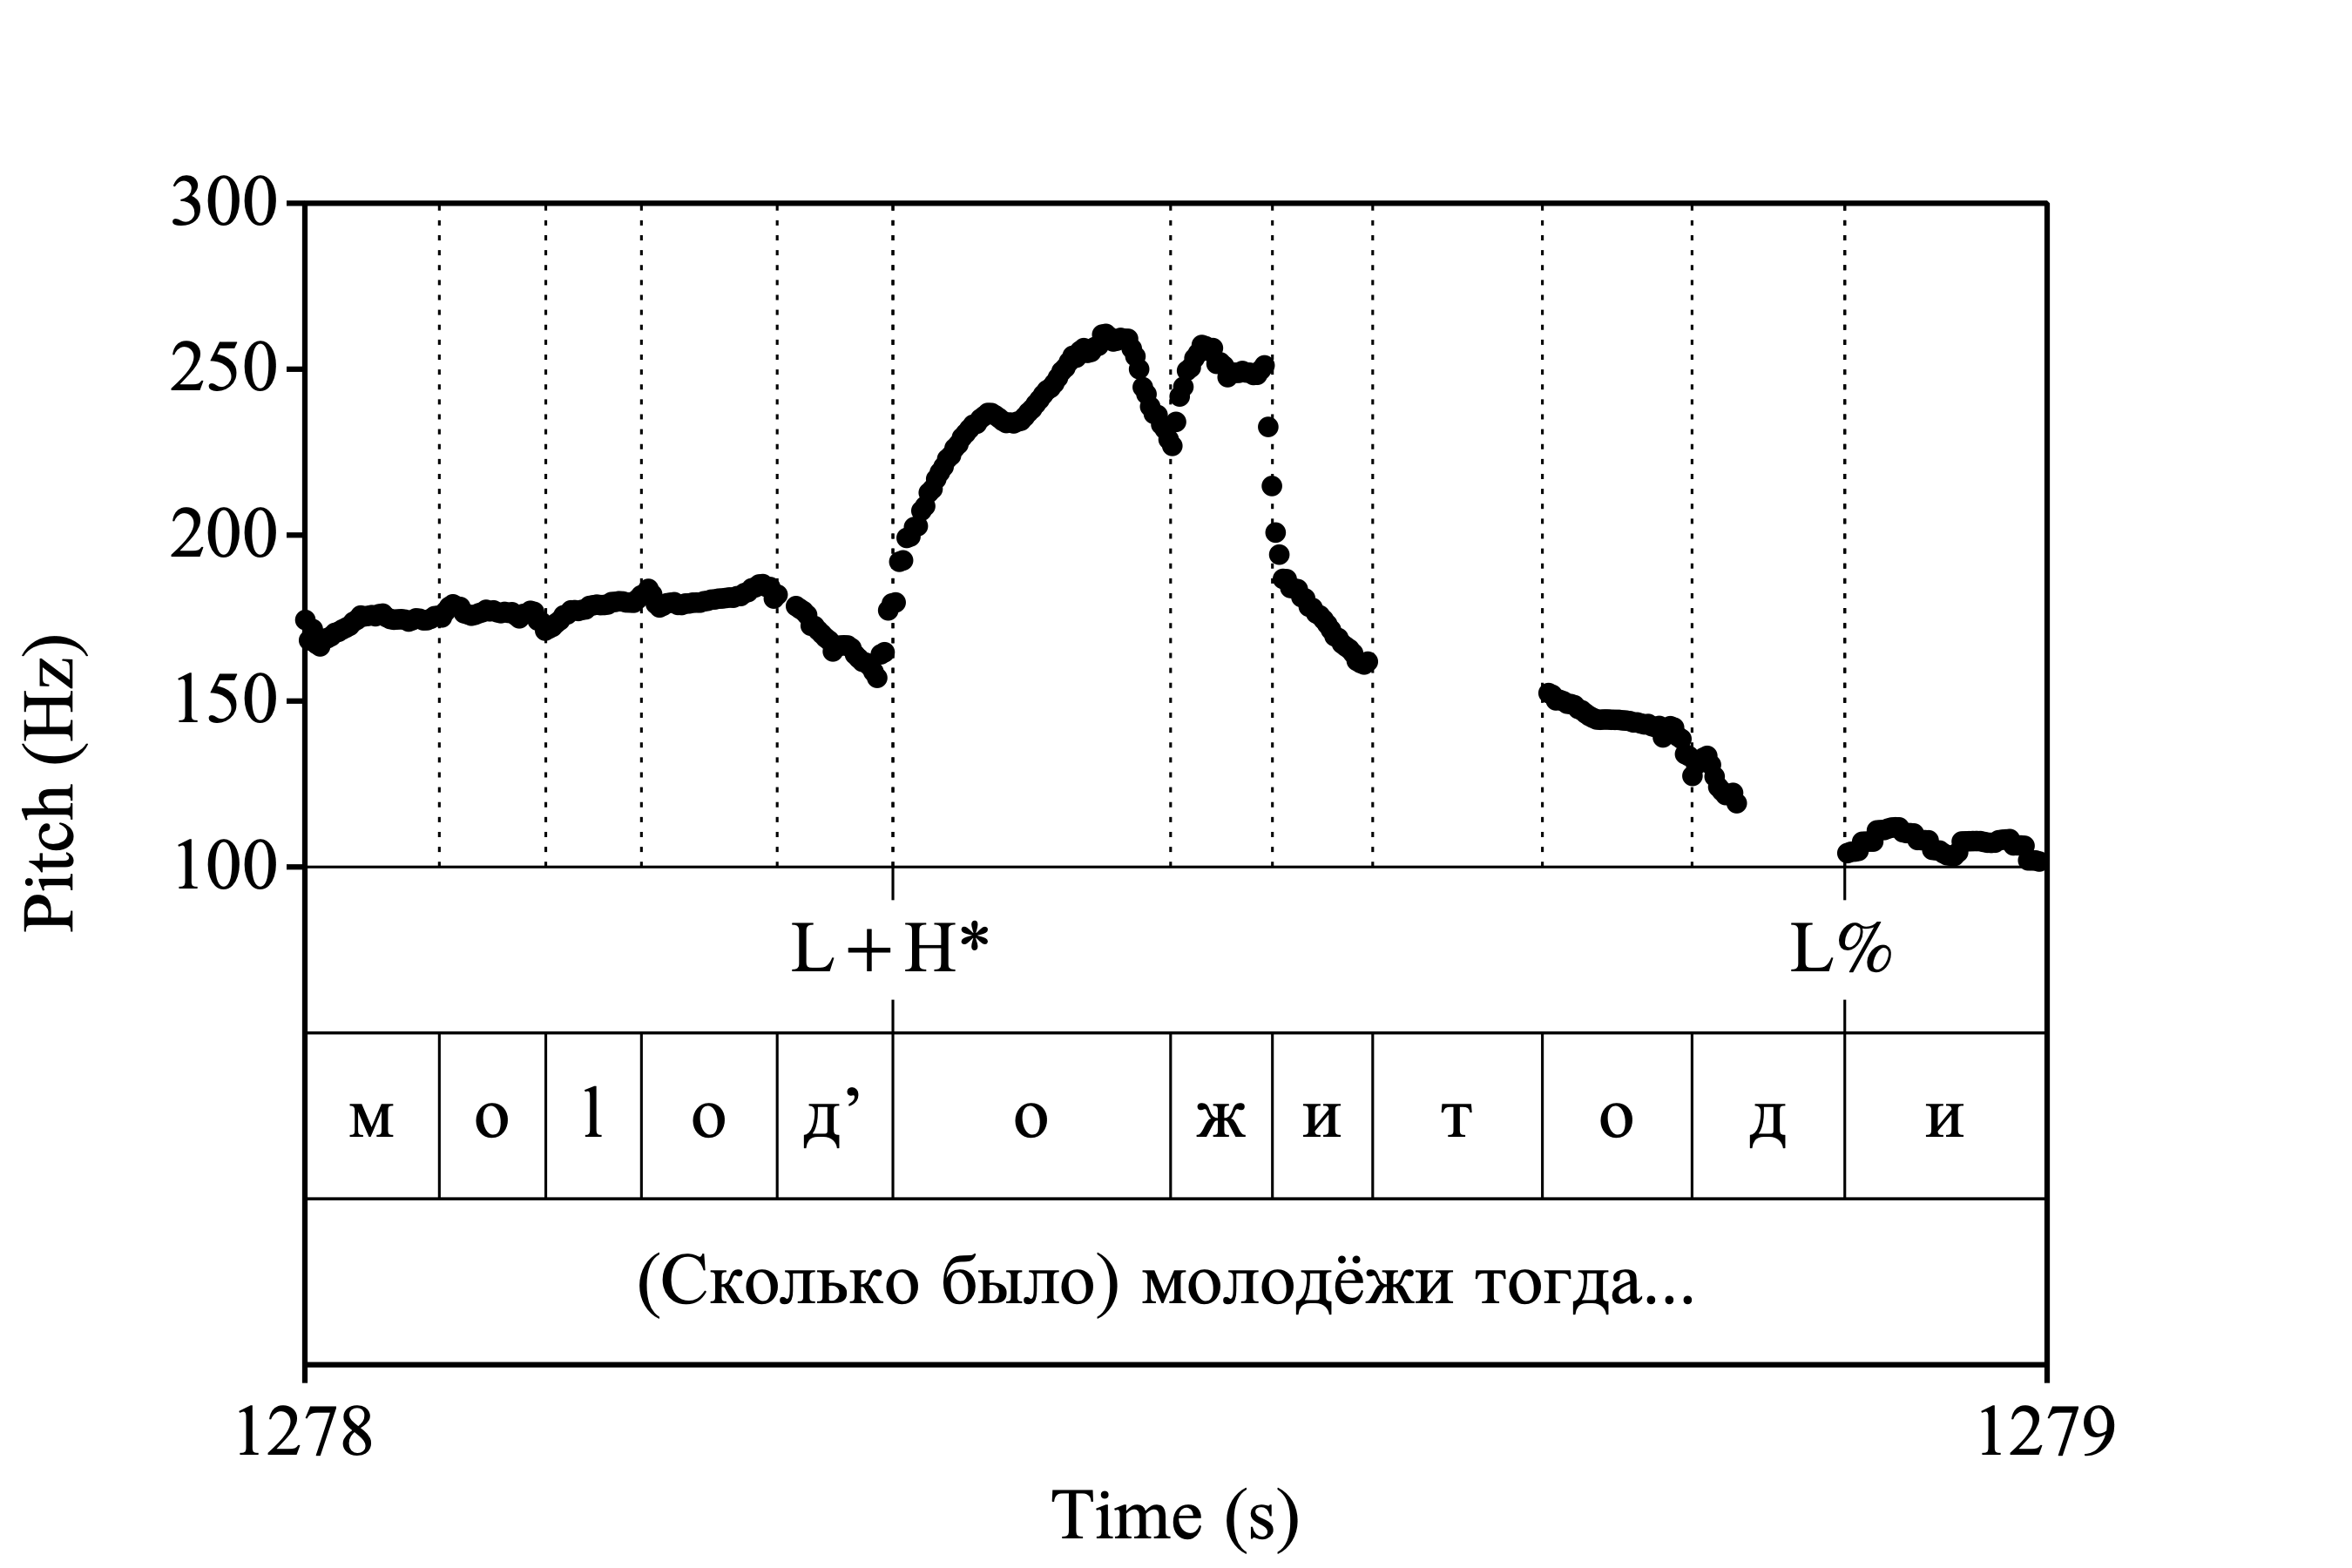 300
250
200
150
100
Pitch (Hz)
L+H* L%
м о l о д’ о ж и т о д и
(Сколько было) молодёжи тогда...
1278 1279
Time (s)